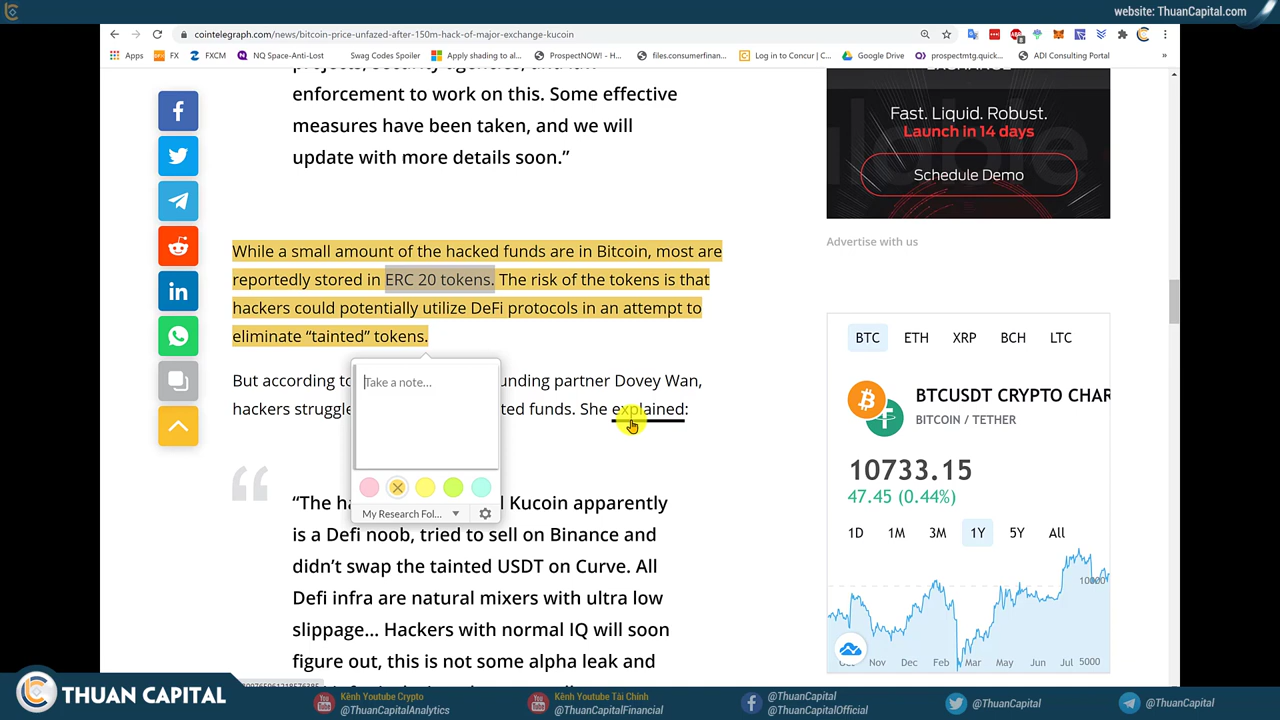 website: ThuanCapital.com
cointelegraph.com/news/bitcoin-price-unfazed-after-150m-hack-of-major-exchange-kucoin
Apps
FX
FXCM
NQ Space-Anti-Lost
Swag Codes Spoiler
Apply shading to al...
ProspectNOW! - H...
files.consumerfinan...
Log in to Concur | C...
Google Drive
prospectmtg.quick...
ADI Consulting Portal
»
enforcement to work on this. Some effective
measures have been taken, and we will
update with more details soon.”
Fast. Liquid. Robust.
Launch in 14 days
Schedule Demo
Advertise with us
While a small amount of the hacked funds are in Bitcoin, most are
reportedly stored in ERC 20 tokens. The risk of the tokens is that
hackers could potentially utilize DeFi protocols in an attempt to
eliminate “tainted” tokens.
But according to unding partner Dovey Wan,
hackers struggle ted funds. She explained:
Take a note...
My Research Fol...
“The ha Kucoin apparently
is a Defi noob, tried to sell on Binance and
didn’t swap the tainted USDT on Curve. All
Defi infra are natural mixers with ultra low
slippage... Hackers with normal IQ will soon
figure out, this is not some alpha leak and
BTC ETH XRP BCH LTC
BTCUSDT CRYPTO CHAR
BITCOIN / TETHER
10733.15
47.45 (0.44%)
1D 1M 3M 1Y 5Y All
10000
Nov Dec Feb Mar May Jun Jul 5000
THUAN CAPITAL
Kênh Youtube Crypto
@ThuanCapitalAnalytics
Kênh Youtube Tài Chính
@ThuanCapitalFinancial
@ThuanCapital
@ThuanCapitalOfficial
@ThuanCapital
@ThuanCapital